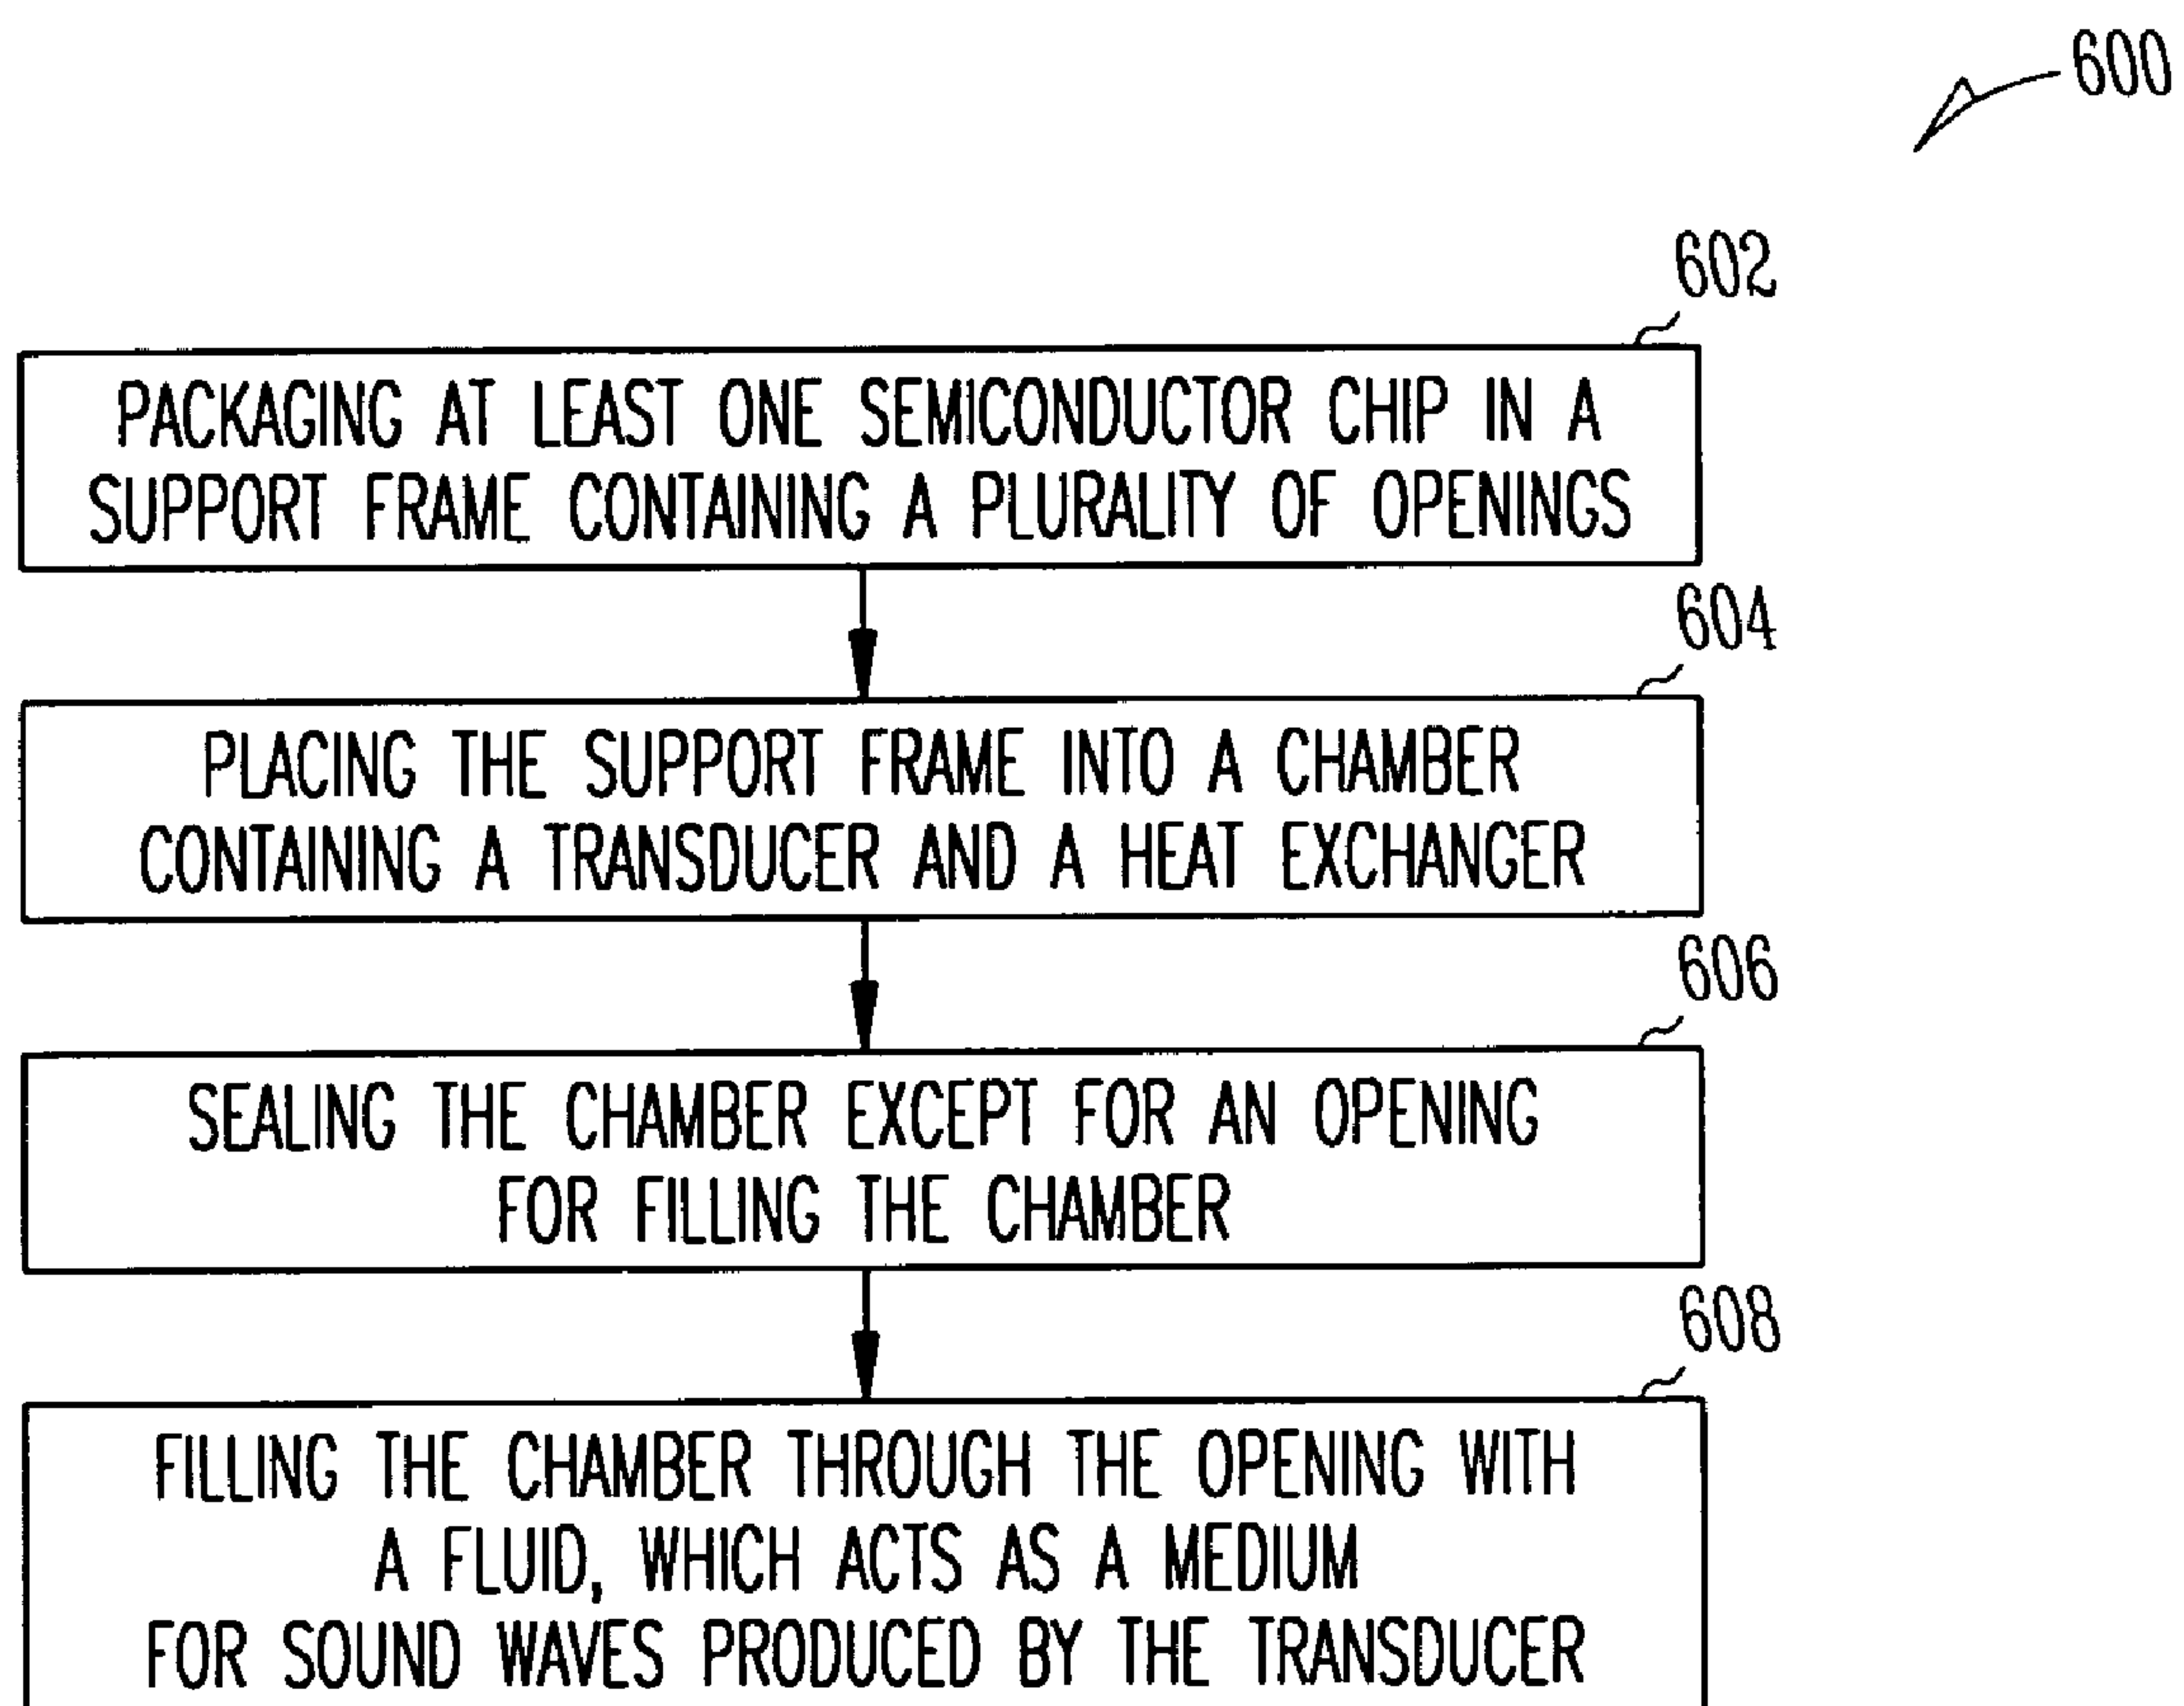 600
602
PACKAGING AT LEAST ONE SEMICONDUCTOR CHIP IN A
SUPPORT FRAME CONTAINING A PLURALITY OF OPENINGS
604
PLACING THE SUPPORT FRAME INTO A CHAMBER
CONTAINING A TRANSDUCER AND A HEAT EXCHANGER
606
SEALING THE CHAMBER EXCEPT FOR AN OPENING
FOR FILLING THE CHAMBER
608
FILLING THE CHAMBER THROUGH THE OPENING WITH
A FLUID, WHICH ACTS AS A MEDIUM
FOR SOUND WAVES PRODUCED BY THE TRANSDUCER